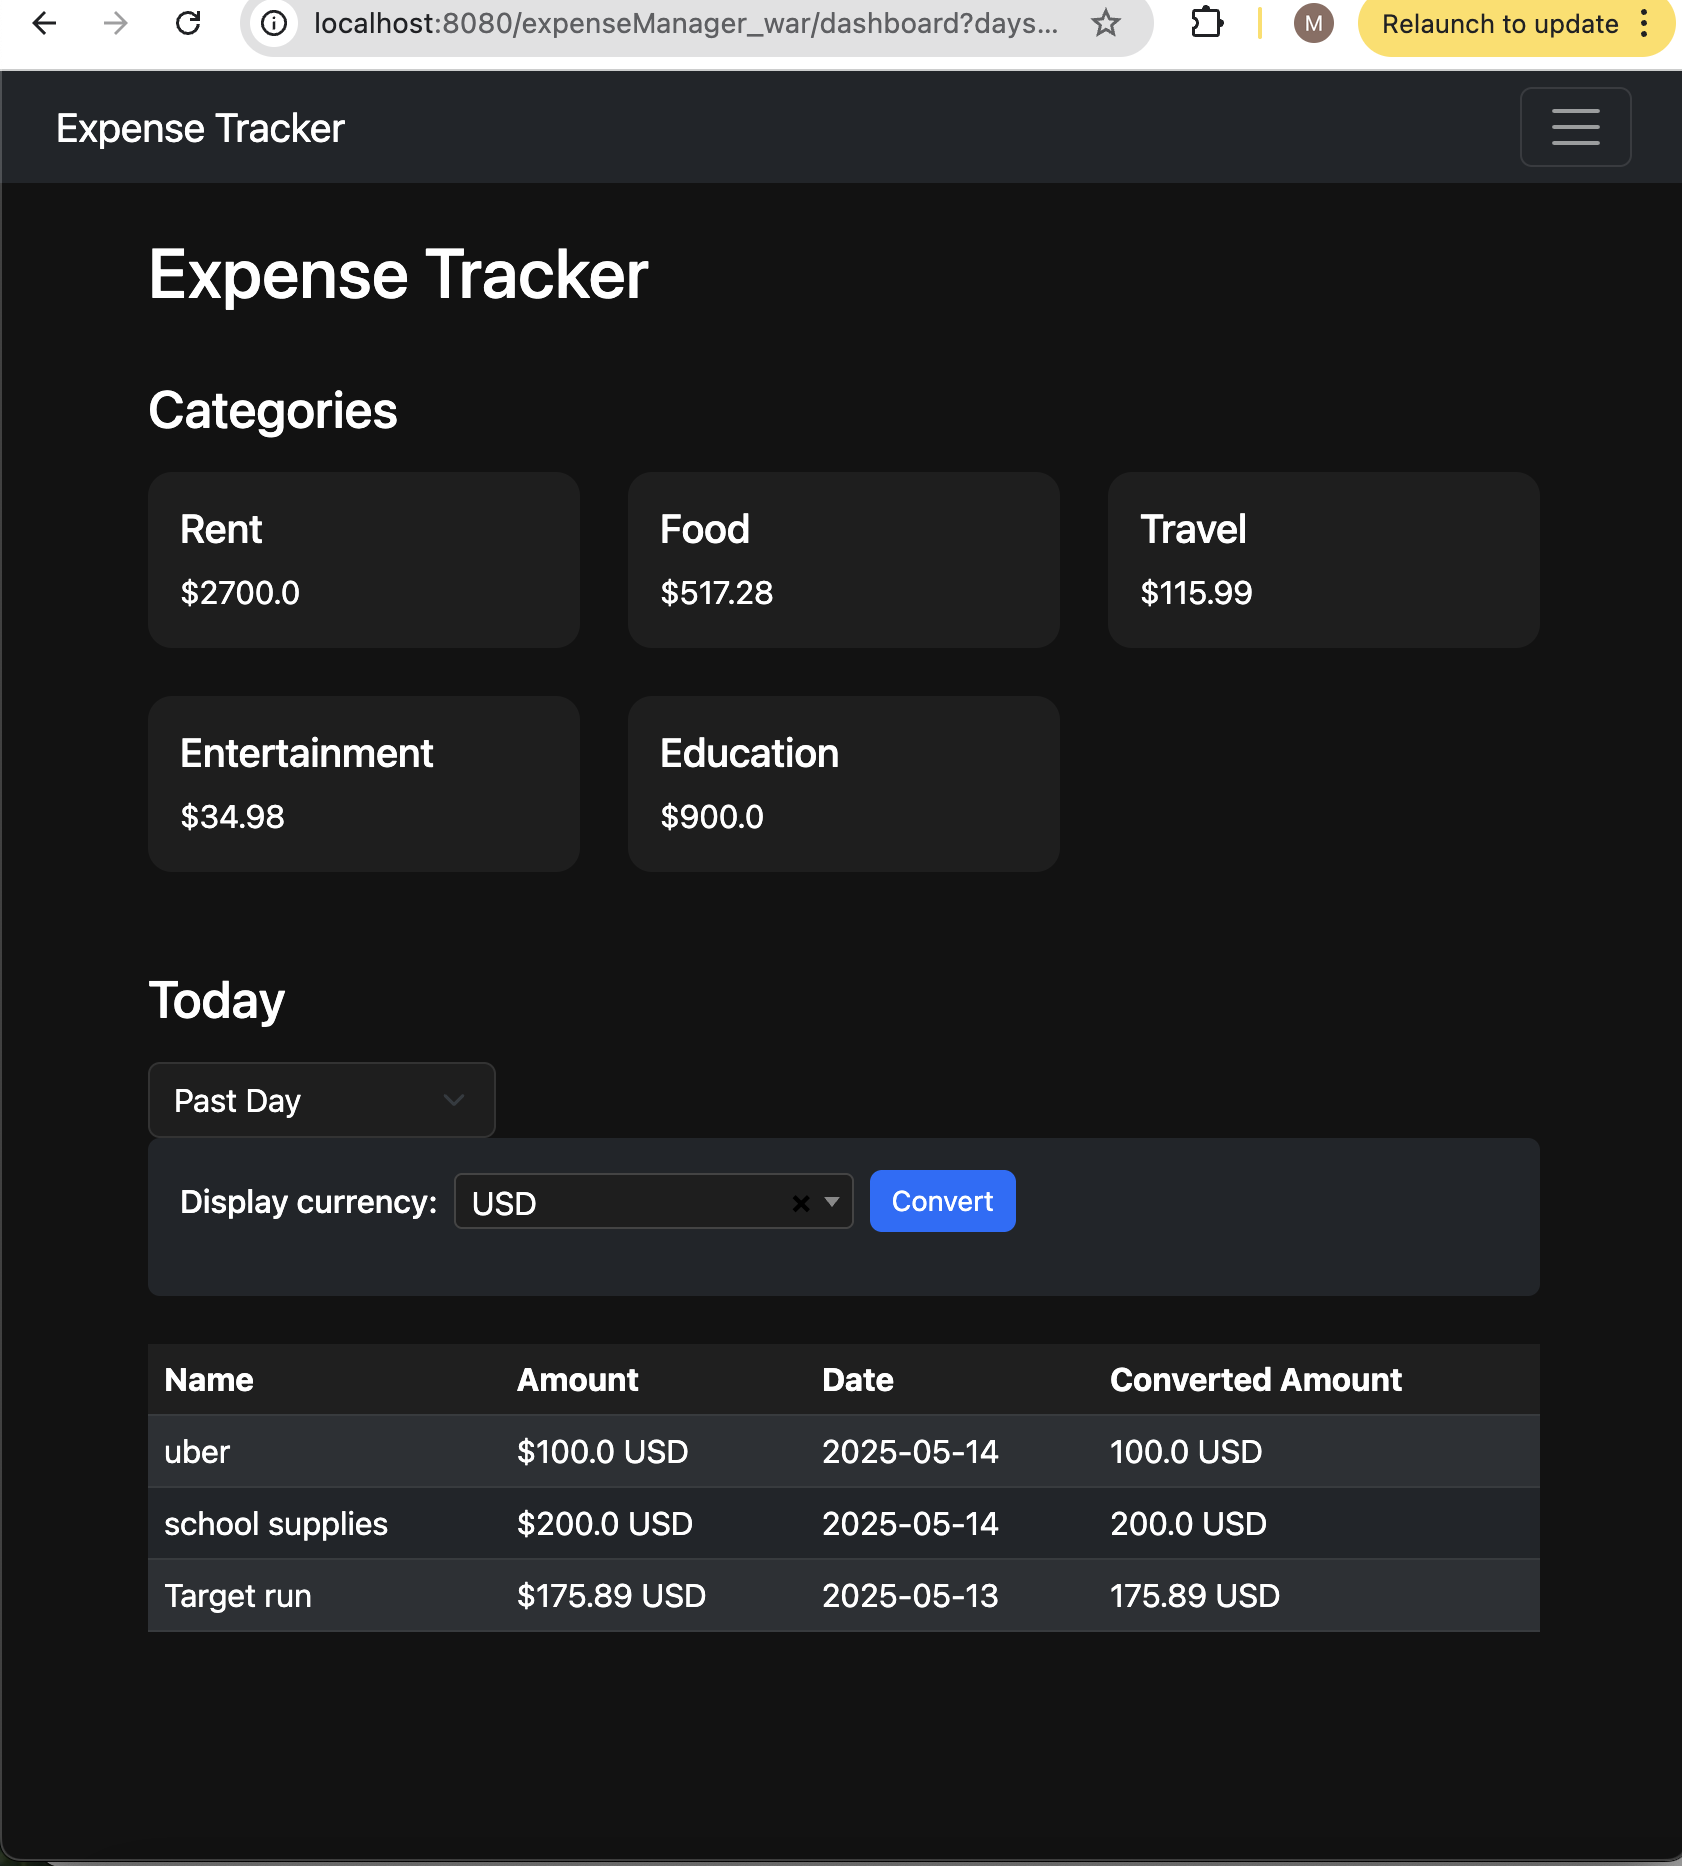 localhost:8080/expenseManager_war/dashboard?days...
M
Relaunch to update
Expense Tracker
Expense Tracker
Categories
Rent
$2700.0
Food
$517.28
Travel
$115.99
Entertainment
$34.98
Education
$900.0
Today
Past Day
Display currency: USD Convert
Name Amount Date Converted Amount
uber $100.0 USD 2025-05-14 100.0 USD
school supplies $200.0 USD 2025-05-14 200.0 USD
Target run $175.89 USD 2025-05-13 175.89 USD